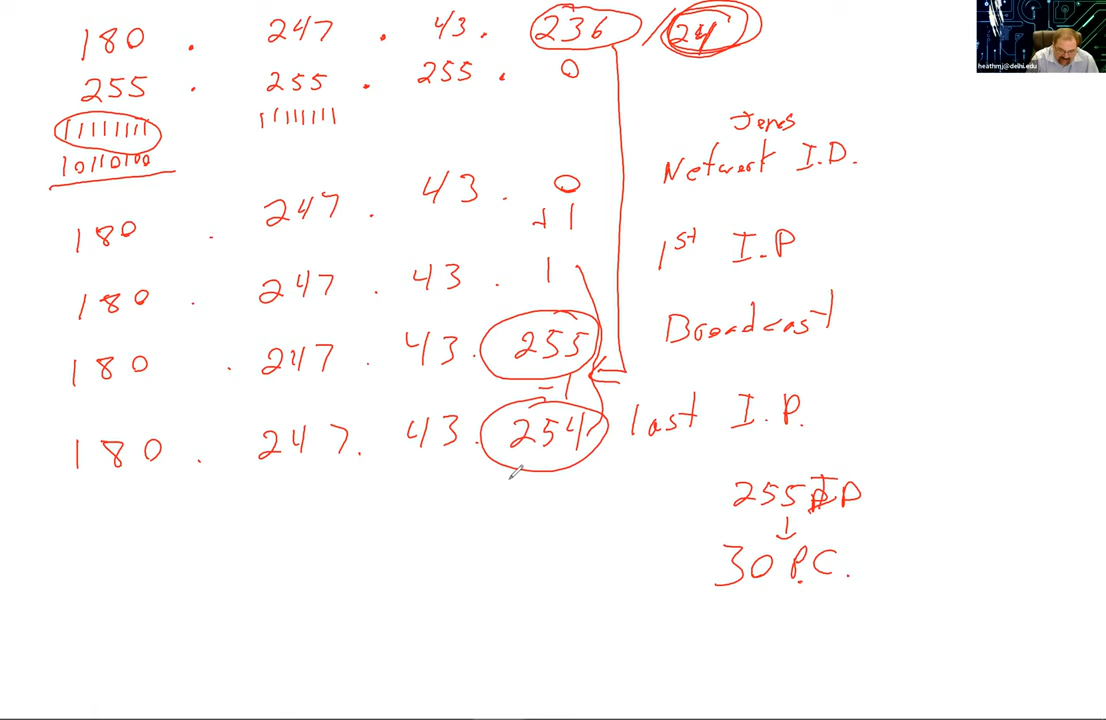 180 . 247 . 43 . 236 / 24
255 . 255 . 255 . 0
11111111 11111111
10110100
Network I.D.
180 . 247 . 43 . 0
+ 1
1st I.P
180 . 247 . 43 . 1
Broadcast
180 . 247 . 43 . 255
- 1
180 . 247 . 43 . 254 last I.P.
255 IP
30 P.C.
heathmj@delhi.edu